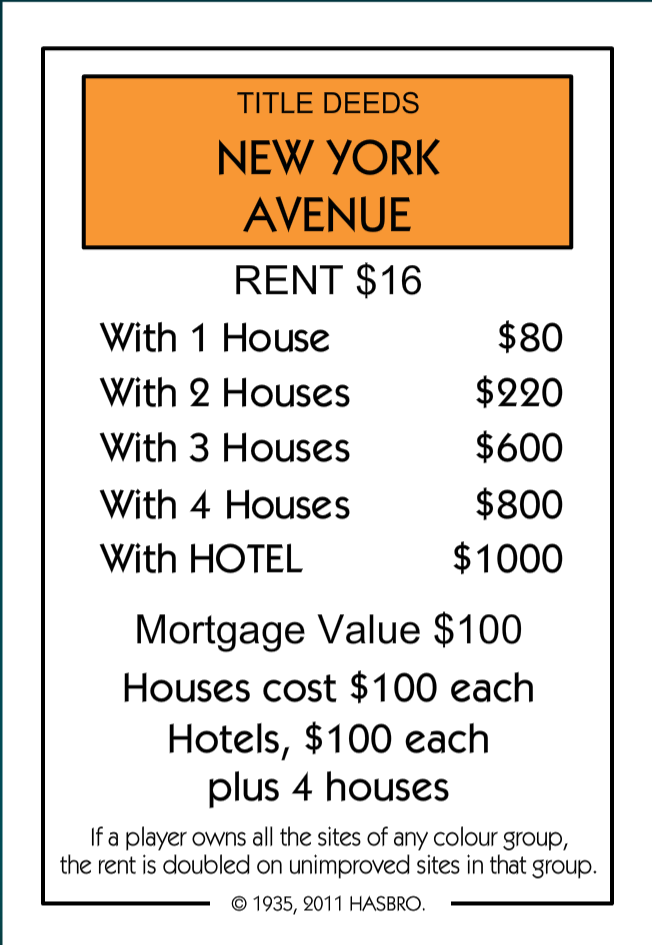 TITLE DEEDS
NEW YORK
AVENUE
RENT $16
With 1 House $80
With 2 Houses $220
With 3 Houses $600
With 4 Houses $800
With HOTEL $1000
Mortgage Value $100
Houses cost $100 each
Hotels, $100 each
plus 4 houses
If a player owns all the sites of any colour group,
the rent is doubled on unimproved sites in that group.
© 1935, 2011 HASBRO.